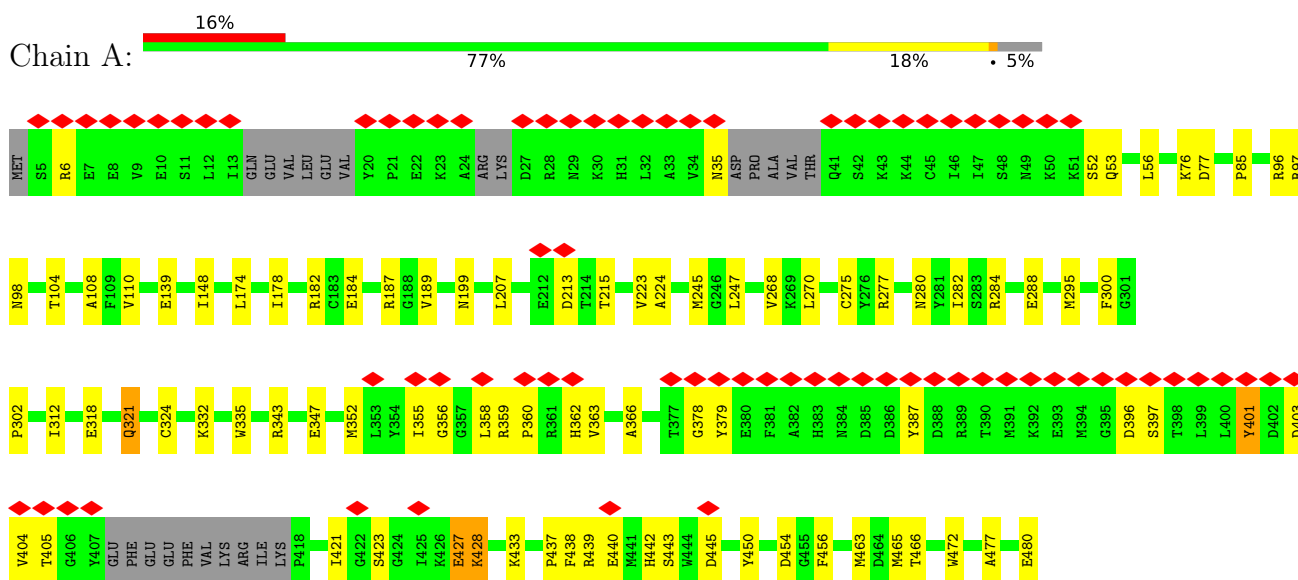 16%
Chain A:
77% 18% • 5%
MET S5 R6 E7 E8 V9 E10 S11 L12 I13 GLN GLU VAL LEU GLU VAL Y20 P21 E22 K23 A24 ARG LYS D27 R28 N29 K30 H31 L32 A33 V34 N35 ASP PRO ALA VAL THR Q41 S42 K43 K44 C45 I46 I47 S48 N49 K50 K51 S52 Q53 L56 K76 D77 P85 R96 R97
N98 T104 A108 F109 V110 E139 I148 L174 I178 R182 C183 E184 R187 G188 V189 N199 L207 E212 D213 T214 T215 V223 A224 M245 G246 L247 V268 K269 L270 C275 Y276 R277 N280 Y281 I282 S283 R284 E288 M295 F300 G301
P302 I312 E318 Q321 C324 K332 W335 R343 E347 M352 L353 Y354 I355 G356 G357 L358 R359 P360 R361 H362 V363 A366 T377 G378 Y379 E380 F381 A382 H383 N384 D385 D386 Y387 D388 R389 T390 M391 K392 E393 M394 G395 D396 S397 T398 L399 L400 Y401 D402 D403
V404 T405 G406 Y407 GLU PHE GLU GLU PHE VAL LYS ARG ILE LYS P418 I421 G422 S423 G424 I425 K426 E427 K428 K433 P437 F438 R439 E440 M441 H442 S443 W444 D445 Y450 D454 G455 F456 M463 D464 M465 T466 W472 A477 E480